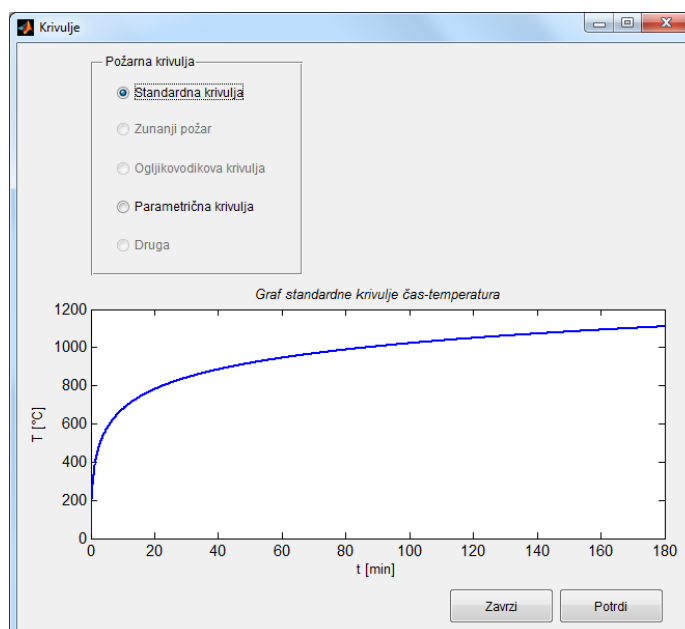 Krivulje
Požarna krivulja
Standardna krivulja
Zunanji požar
Ogljikovodikova krivulja
Parametrična krivulja
Druga
Graf standardne krivulje čas-temperatura
1200
1000
800
600
400
200
0
T [°C]
0 20 40 60 80 100 120 140 160 180
t [min]
Zavrzi Potrdi